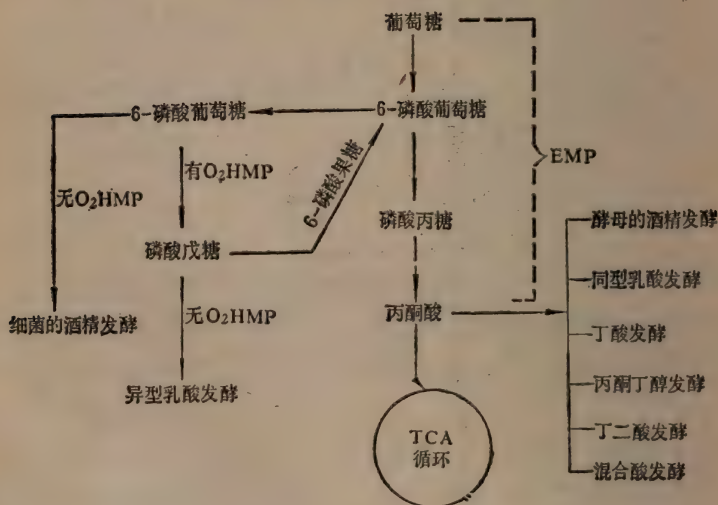 葡萄糖
6-磷酸葡萄糖
6-磷酸葡萄糖
EMP
无O₂HMP
有O₂HMP
6-磷酸果糖
磷酸戊糖
磷酸丙糖
无O₂HMP
细菌的酒精发酵
异型乳酸发酵
丙酮酸
TCA
循环
酵母的酒精发酵
同型乳酸发酵
丁酸发酵
丙酮丁醇发酵
丁二酸发酵
混合酸发酵